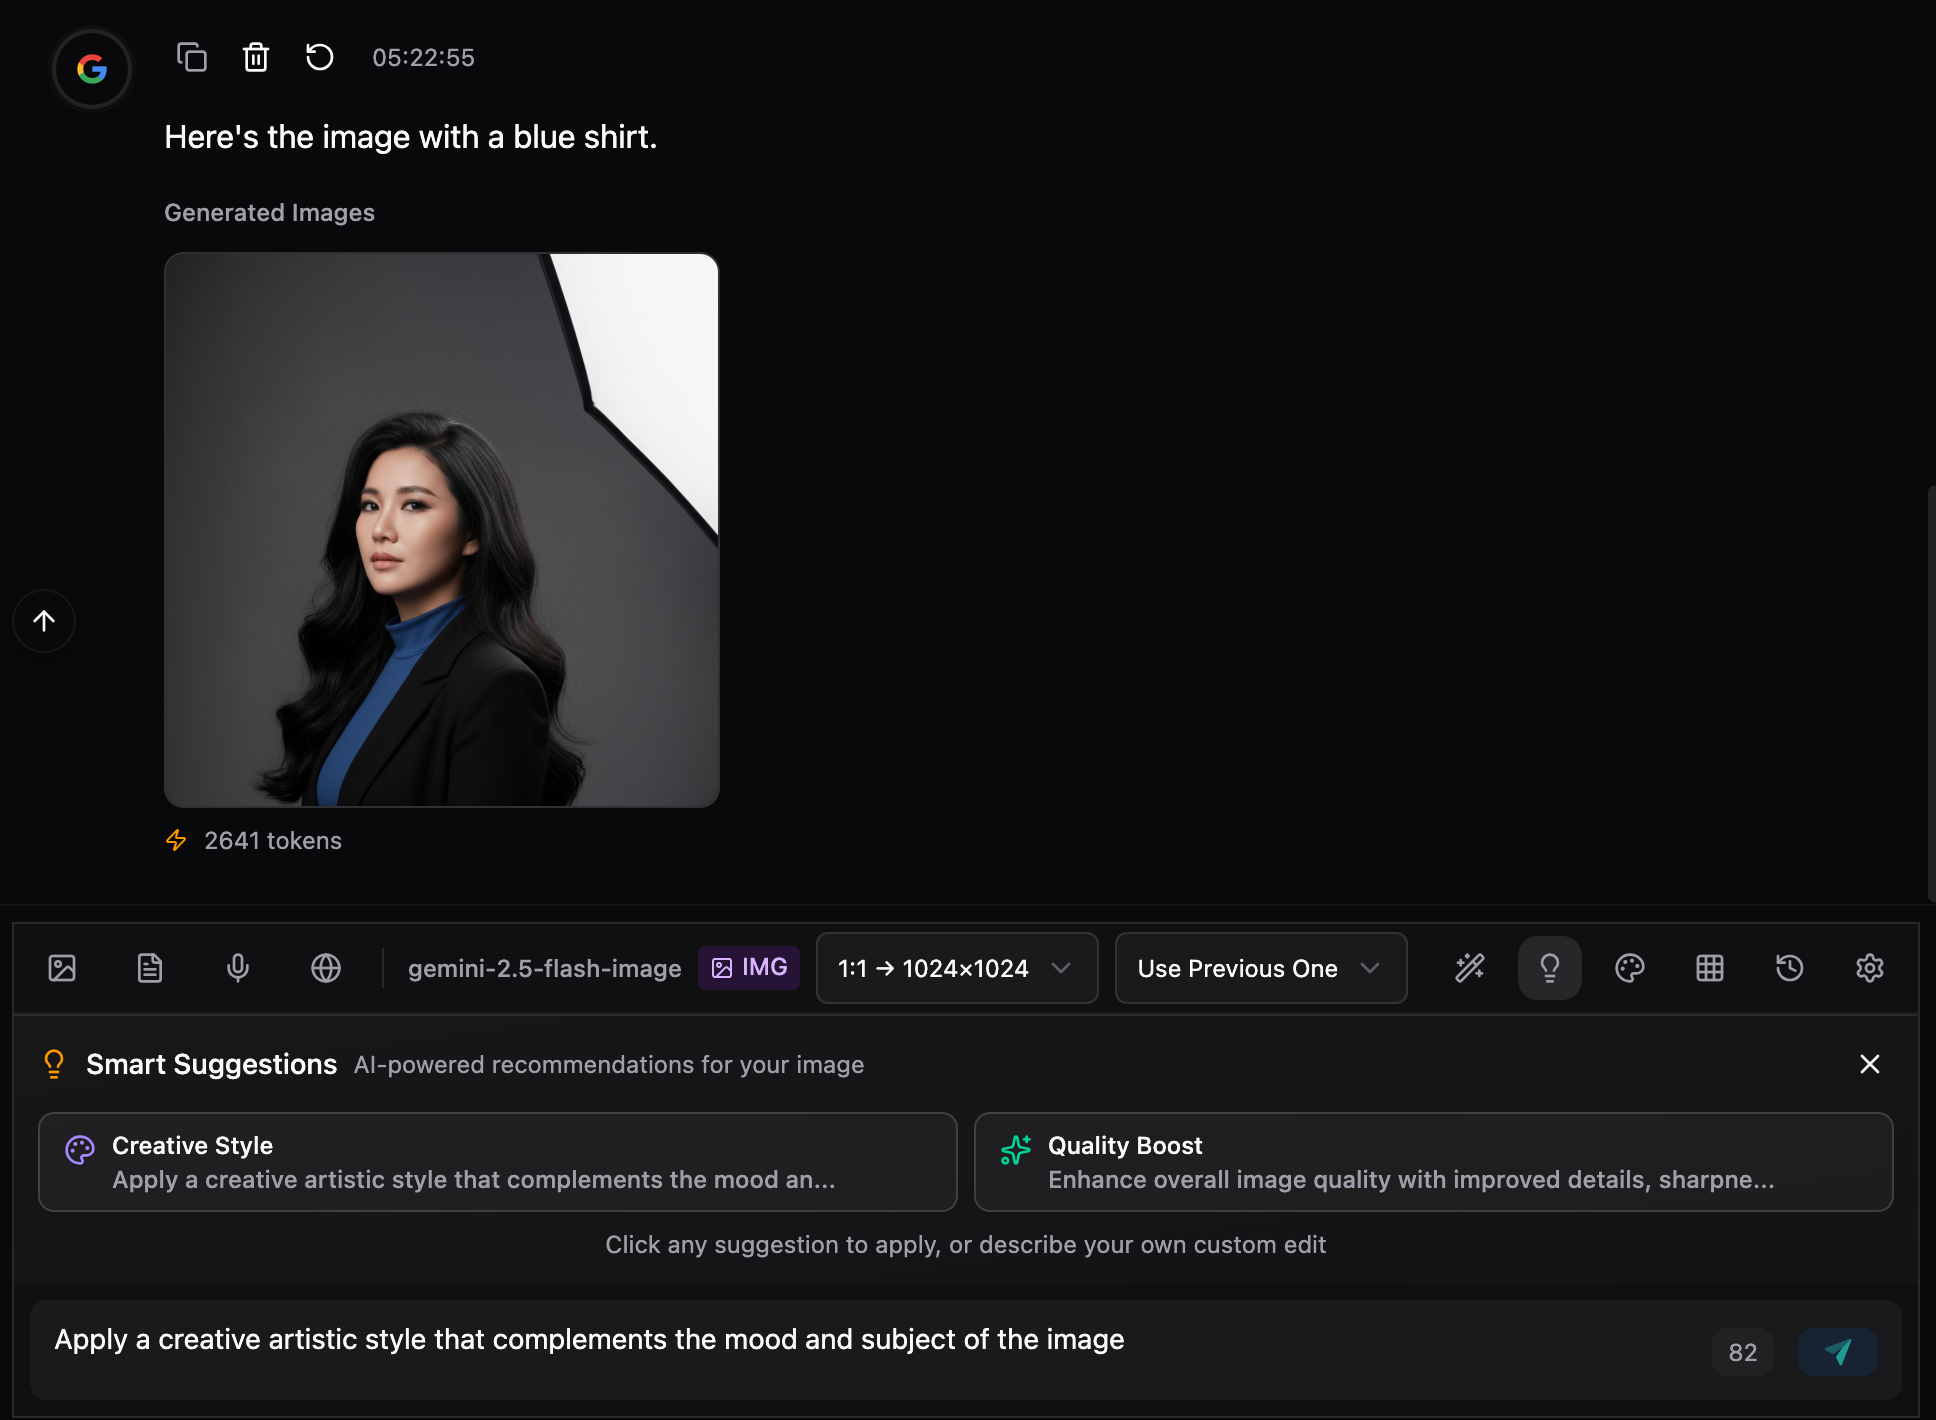 05:22:55
Here's the image with a blue shirt.
Generated Images
2641 tokens
gemini-2.5-flash-image IMG 1:1 → 1024×1024 Use Previous One
Smart Suggestions AI-powered recommendations for your image
Creative Style
Apply a creative artistic style that complements the mood an...
Quality Boost
Enhance overall image quality with improved details, sharpne...
Click any suggestion to apply, or describe your own custom edit
Apply a creative artistic style that complements the mood and subject of the image
82